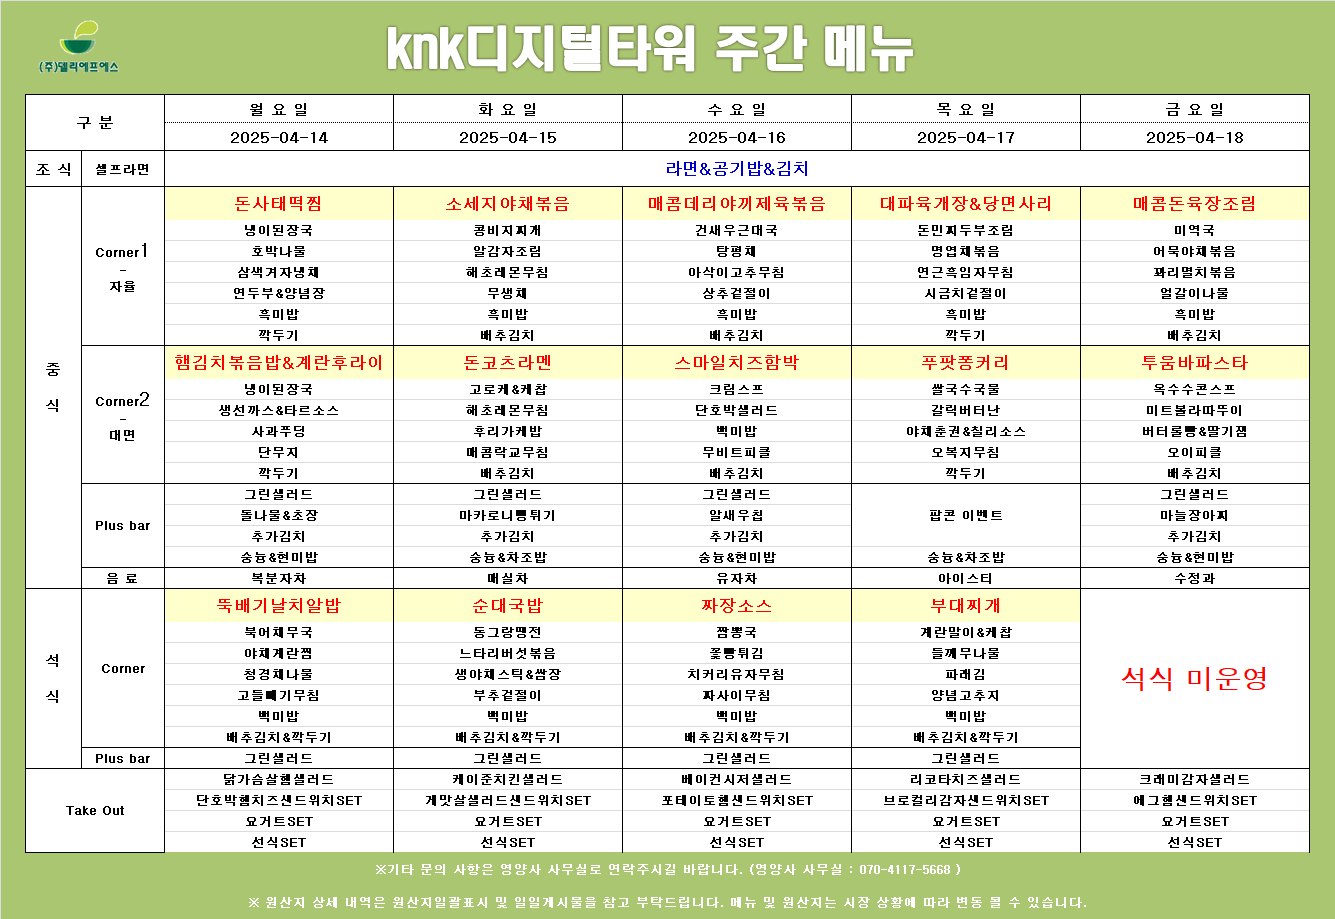 (주)델리에프에스
knk디지털타워 주간 메뉴
구 분 월 요 일 화 요 일 수 요 일 목 요 일 금 요 일
2025-04-14 2025-04-15 2025-04-16 2025-04-17 2025-04-18
조 식 셀프라면 라면&공기밥&김치
중 식
Corner1 - 자율
돈사태떡찜 소세지야채볶음 매콤데리야끼제육볶음 대파육개장&당면사리 매콤돈육장조림
냉이된장국 콩비지찌개 건새우근대국 돈민찌두부조림 미역국
호박나물 알감자조림 탕평채 명엽채볶음 어묵야채볶음
삼색겨자냉채 해초레몬무침 아삭이고추무침 연근흑임자무침 꽈리멸치볶음
연두부&양념장 무생채 상추겉절이 시금치겉절이 얼갈이나물
흑미밥 흑미밥 흑미밥 흑미밥 흑미밥
깍두기 배추김치 배추김치 깍두기 배추김치
Corner2 - 대면
햄김치볶음밥&계란후라이 돈코츠라멘 스마일치즈함박 푸팟퐁커리 투움바파스타
냉이된장국 고로케&케찹 크림스프 쌀국수국물 옥수수콘스프
생선까스&타르소스 해초레몬무침 단호박샐러드 갈릭버터난 미트볼라따뚜이
사과푸딩 후리가케밥 백미밥 야채춘권&칠리소스 버터롤빵&딸기잼
단무지 매콤락교무침 무비트피클 오복지무침 오이피클
깍두기 배추김치 배추김치 깍두기 배추김치
Plus bar
그린샐러드 그린샐러드 그린샐러드 그린샐러드
돌나물&초장 마카로니뻥튀기 알새우칩 팝콘 이벤트 마늘장아찌
추가김치 추가김치 추가김치 추가김치
숭늉&현미밥 숭늉&차조밥 숭늉&현미밥 숭늉&차조밥 숭늉&현미밥
음 료 복분자차 매실차 유자차 아이스티 수정과
석 식
Corner
뚝배기날치알밥 순대국밥 짜장소스 부대찌개 석식 미운영
북어채무국 동그랑땡전 짬뽕국 계란말이&케찹
야채계란찜 느타리버섯볶음 꽃빵튀김 들깨무나물
청경채나물 생야채스틱&쌈장 치커리유자무침 파래김
고들빼기무침 부추겉절이 짜사이무침 양념고추지
백미밥 백미밥 백미밥 백미밥
배추김치&깍두기 배추김치&깍두기 배추김치&깍두기 배추김치&깍두기
Plus bar 그린샐러드 그린샐러드 그린샐러드 그린샐러드
Take Out
닭가슴살햄샐러드 케이준치킨샐러드 베이컨시저샐러드 리코타치즈샐러드 크래미감자샐러드
단호박햄치즈샌드위치SET 게맛살샐러드샌드위치SET 포테이토햄샌드위치SET 브로컬리감자샌드위치SET 에그햄샌드위치SET
요거트SET 요거트SET 요거트SET 요거트SET 요거트SET
선식SET 선식SET 선식SET 선식SET 선식SET
※기타 문의 사항은 영양사 사무실로 연락주시길 바랍니다. (영양사 사무실 : 070-4117-5668 )
※ 원산지 상세 내역은 원산지일괄표시 및 일일게시물을 참고 부탁드립니다. 메뉴 및 원산지는 시장 상황에 따라 변동 될 수 있습니다.